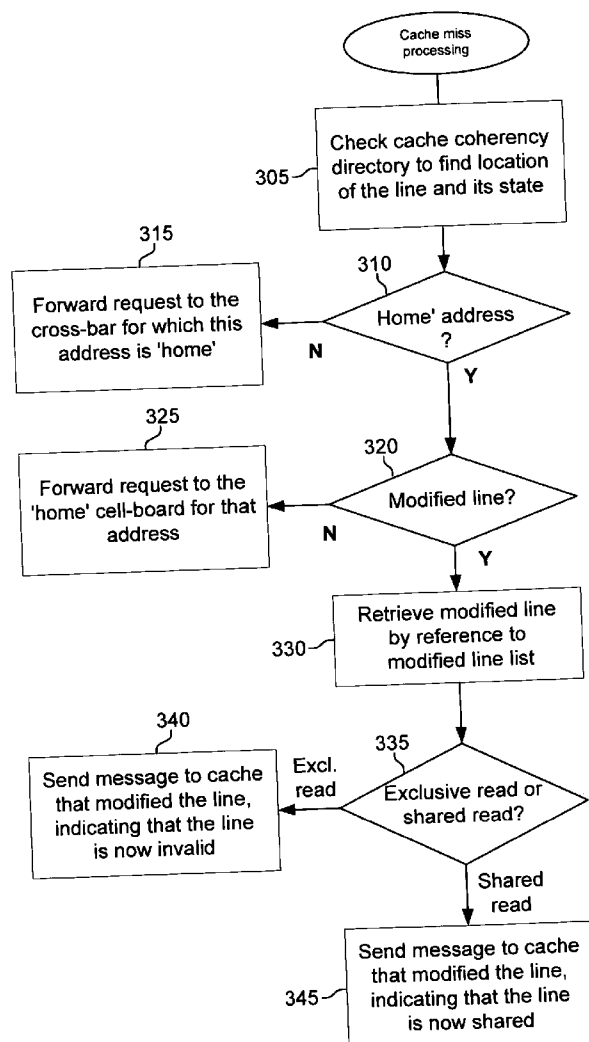 Cache miss
processing
Check cache coherency
directory to find location
of the line and its state
305
315
Forward request to the
cross-bar for which this
address is 'home'
310
Home' address
?
N
Y
325
Forward request to the
'home' cell-board for that
address
320
Modified line?
N
Y
Retrieve modified line
by reference to
modified line list
330
340
Send message to cache
that modified the line,
indicating that the line
is now invalid
Excl.
read
335
Exclusive read or
shared read?
Shared
read
Send message to cache
that modified the line,
indicating that the line
is now shared
345